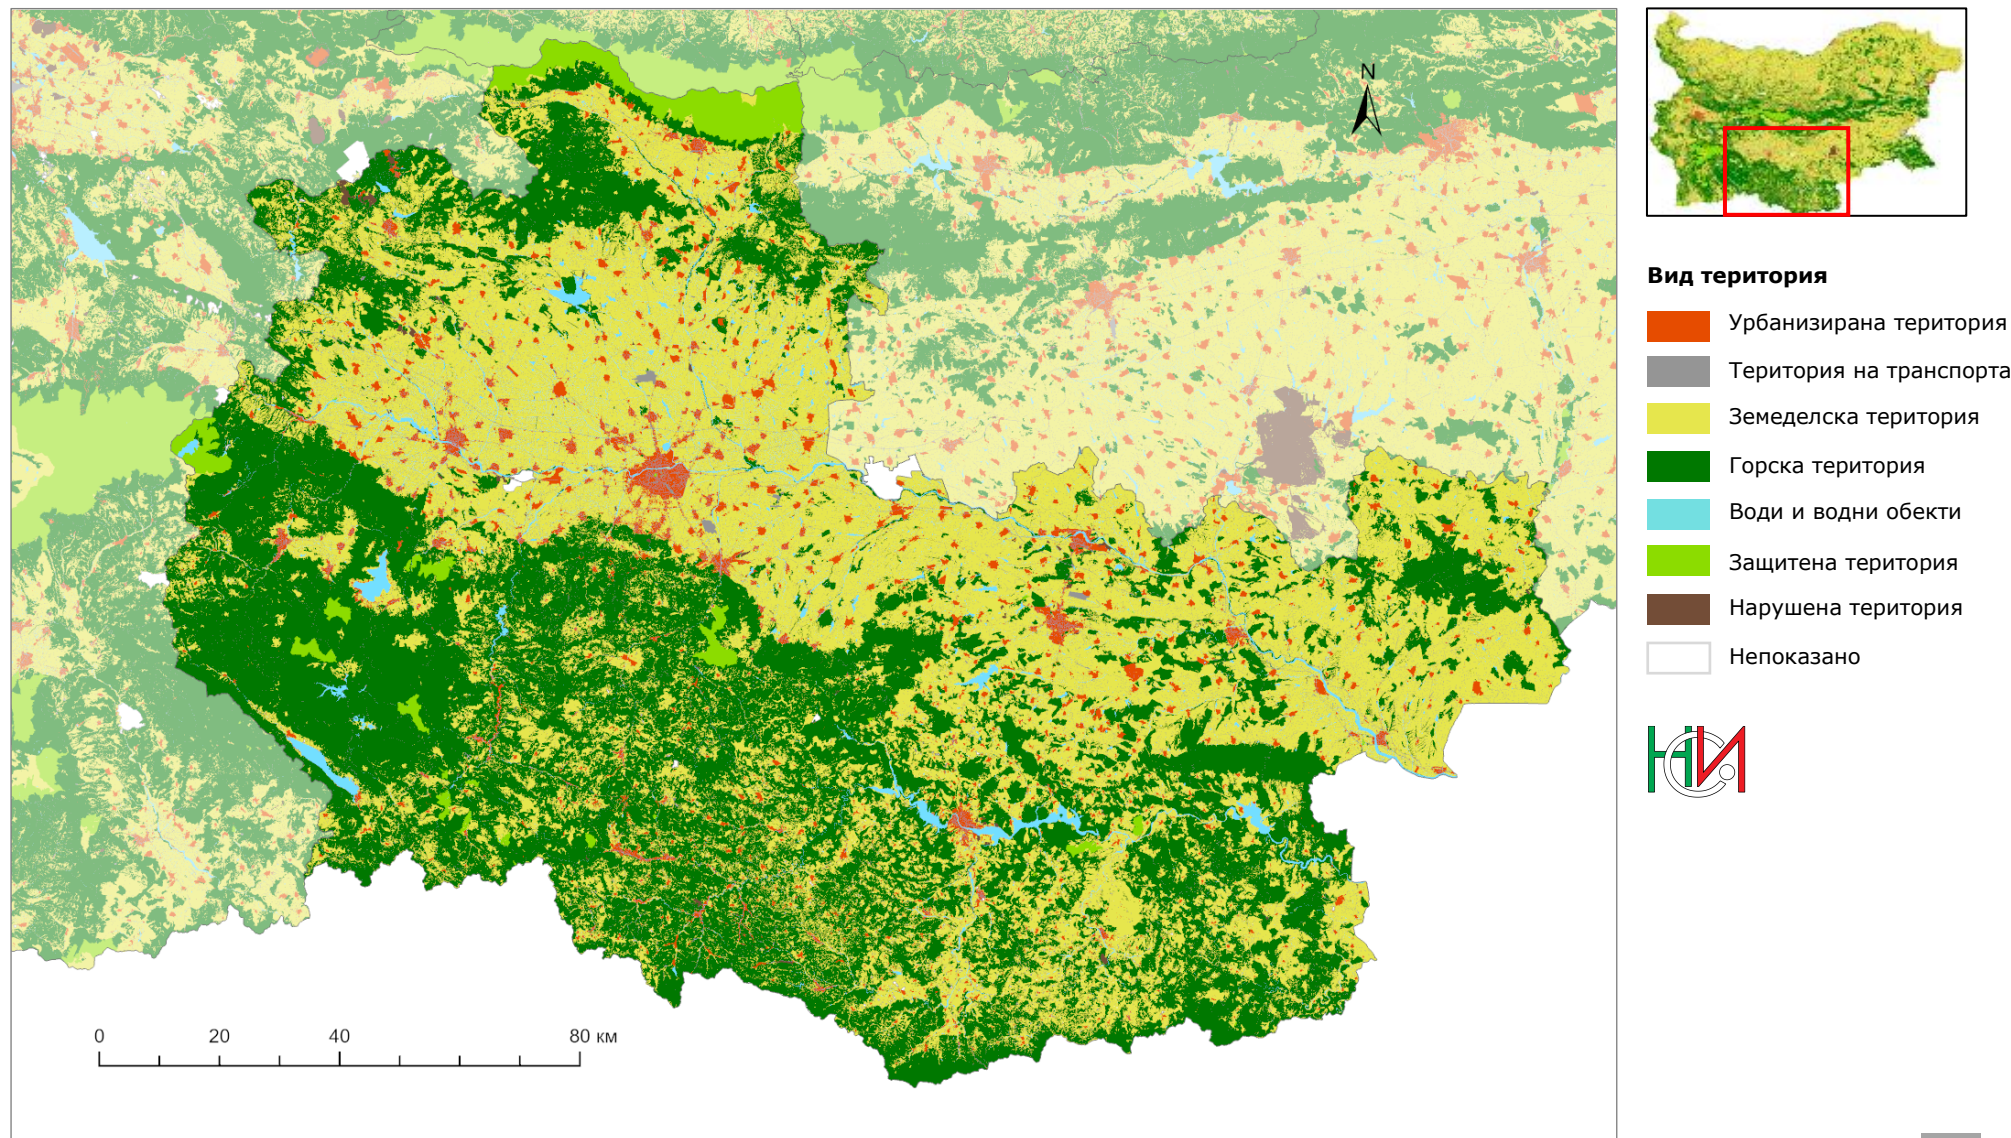 N
Вид територия
Урбанизирана територия
Територия на транспорта
Земеделска територия
Горска територия
Води и водни обекти
Защитена територия
Нарушена територия
Непоказано
НСИ
0 20 40 80 км